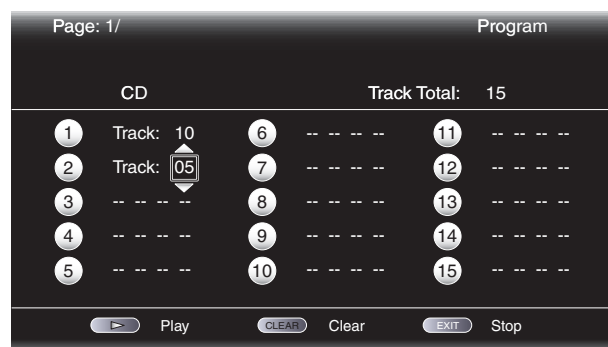 Page: 1/ Program
CD Track Total: 15
1 Track: 10 6 -- -- -- -- 11 -- -- -- --
2 Track: 05 7 -- -- -- -- 12 -- -- -- --
3 -- -- -- -- 8 -- -- -- -- 13 -- -- -- --
4 -- -- -- -- 9 -- -- -- -- 14 -- -- -- --
5 -- -- -- -- 10 -- -- -- -- 15 -- -- -- --
Play CLEAR Clear EXIT Stop